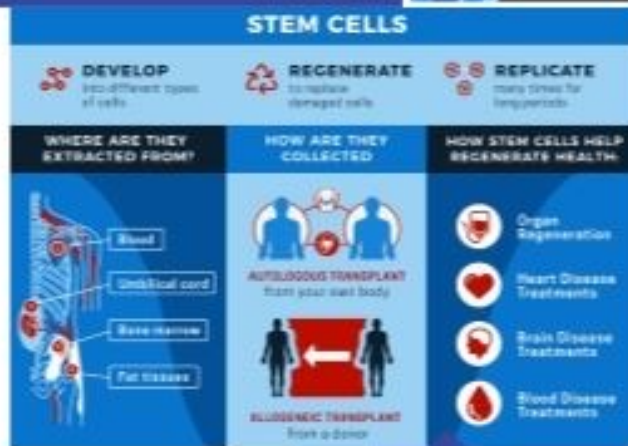 STEM CELLS
DEVELOP
into different types
of cells
REGENERATE
to replace
damaged cells
REPLICATE
many times for
long periods
WHERE ARE THEY
EXTRACTED FROM?
Blood
Umbilical cord
Bone marrow
Fat tissues
HOW ARE THEY
COLLECTED
AUTOLOGOUS TRANSPLANT
from your own body
ALLOGENEIC TRANSPLANT
from a donor
HOW STEM CELLS HELP
REGENERATE HEALTH:
Organ
Regeneration
Heart Disease
Treatments
Brain Disease
Treatments
Blood Disease
Treatments